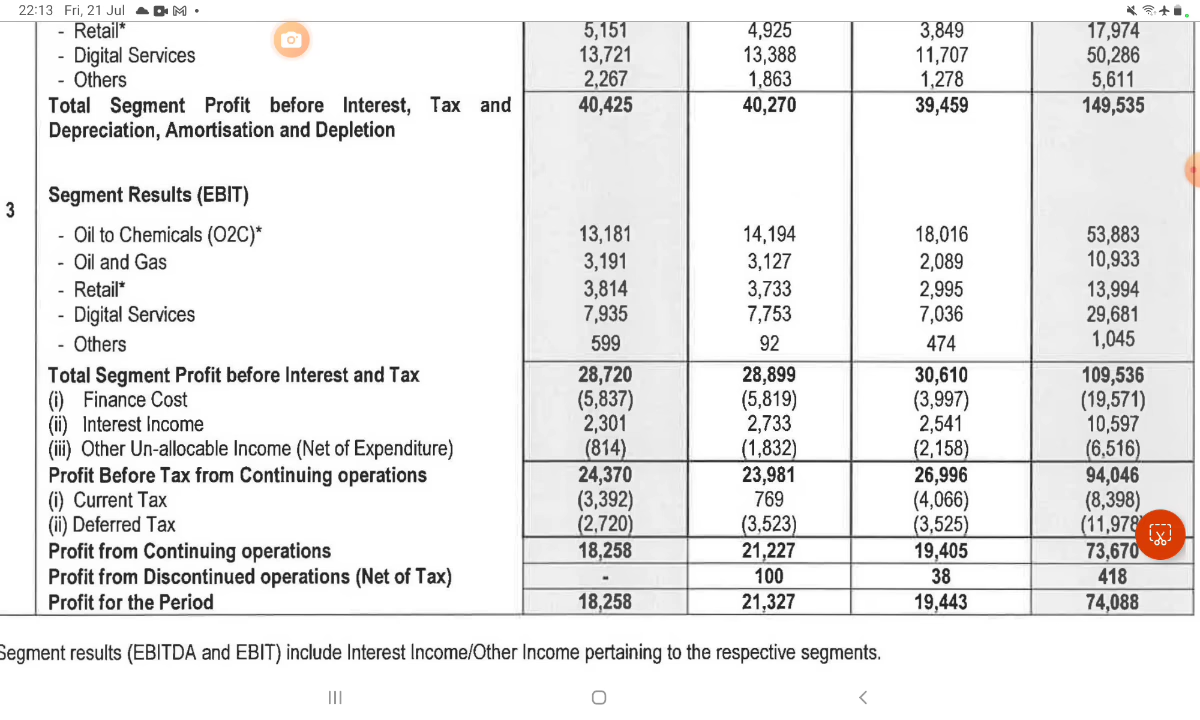 22:13 Fri, 21 Jul
- Retail* 5,151 4,925 3,849 17,974
- Digital Services 13,721 13,388 11,707 50,286
- Others 2,267 1,863 1,278 5,611
Total Segment Profit before Interest, Tax and 40,425 40,270 39,459 149,535
Depreciation, Amortisation and Depletion
3
Segment Results (EBIT)
- Oil to Chemicals (O2C)* 13,181 14,194 18,016 53,883
- Oil and Gas 3,191 3,127 2,089 10,933
- Retail* 3,814 3,733 2,995 13,994
- Digital Services 7,935 7,753 7,036 29,681
- Others 599 92 474 1,045
Total Segment Profit before Interest and Tax 28,720 28,899 30,610 109,536
(i) Finance Cost (5,837) (5,819) (3,997) (19,571)
(ii) Interest Income 2,301 2,733 2,541 10,597
(iii) Other Un-allocable Income (Net of Expenditure) (814) (1,832) (2,158) (6,516)
Profit Before Tax from Continuing operations 24,370 23,981 26,996 94,046
(i) Current Tax (3,392) 769 (4,066) (8,398)
(ii) Deferred Tax (2,720) (3,523) (3,525) (11,978
Profit from Continuing operations 18,258 21,227 19,405 73,670
Profit from Discontinued operations (Net of Tax) - 100 38 418
Profit for the Period 18,258 21,327 19,443 74,088
Segment results (EBITDA and EBIT) include Interest Income/Other Income pertaining to the respective segments.